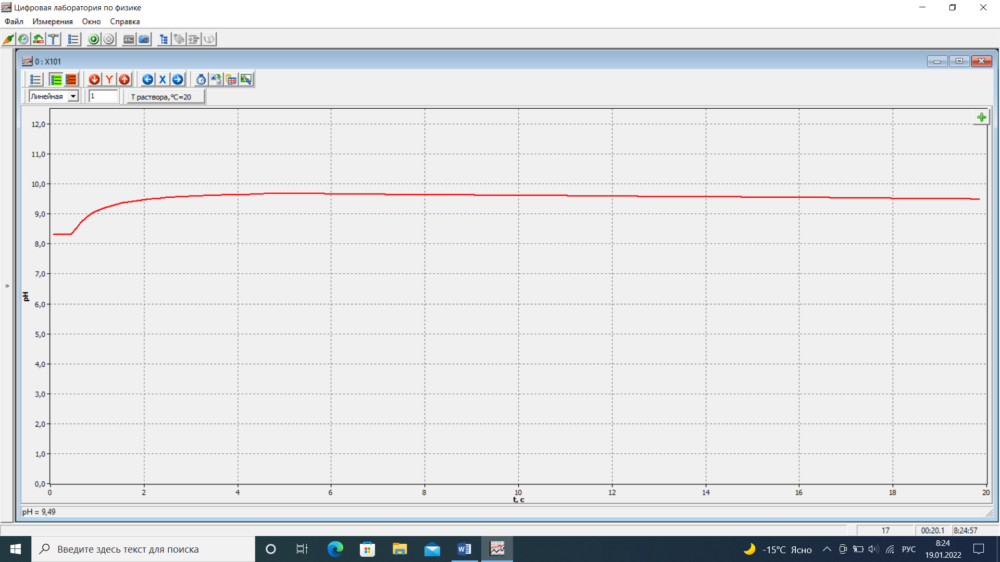 Цифровая лаборатория по физике
Файл Измерения Окно Справка
0 : X101
Y X
Линейная 1 T раствора,°C=20
12,0
11,0
10,0
9,0
8,0
7,0
pH
6,0
5,0
4,0
3,0
2,0
1,0
0,0
0 2 4 6 8 10 12 14 16 18 20
t, с
pH = 9,49
17 00:20.1 8:24:57
Введите здесь текст для поиска
-15°C Ясно РУС 8:24
19.01.2022